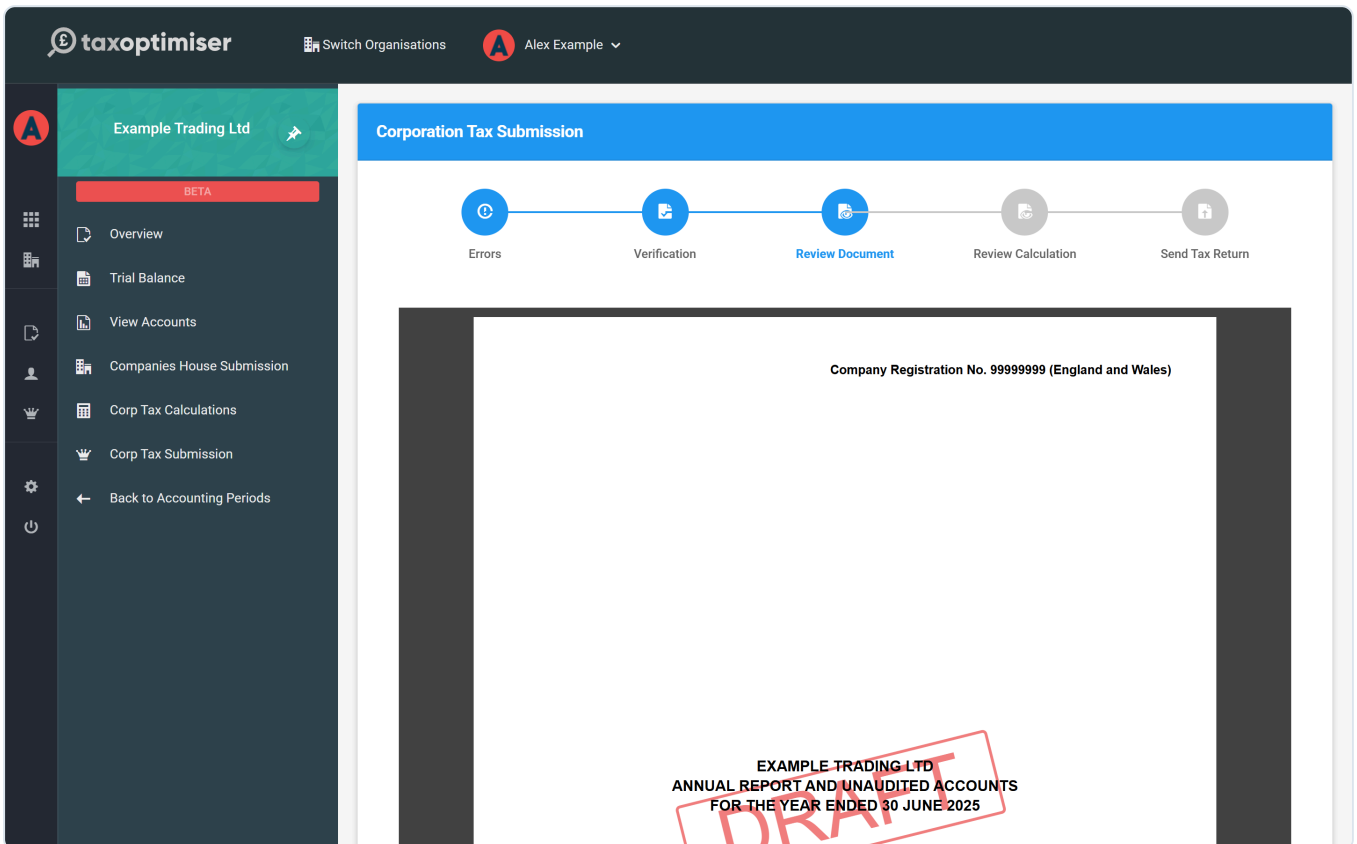 taxoptimiser
Switch Organisations
Alex Example
Example Trading Ltd
BETA
Overview
Trial Balance
View Accounts
Companies House Submission
Corp Tax Calculations
Corp Tax Submission
Back to Accounting Periods
Corporation Tax Submission
Errors
Verification
Review Document
Review Calculation
Send Tax Return
Company Registration No. 99999999 (England and Wales)
EXAMPLE TRADING LTD
ANNUAL REPORT AND UNAUDITED ACCOUNTS
FOR THE YEAR ENDED 30 JUNE 2025
DRAFT